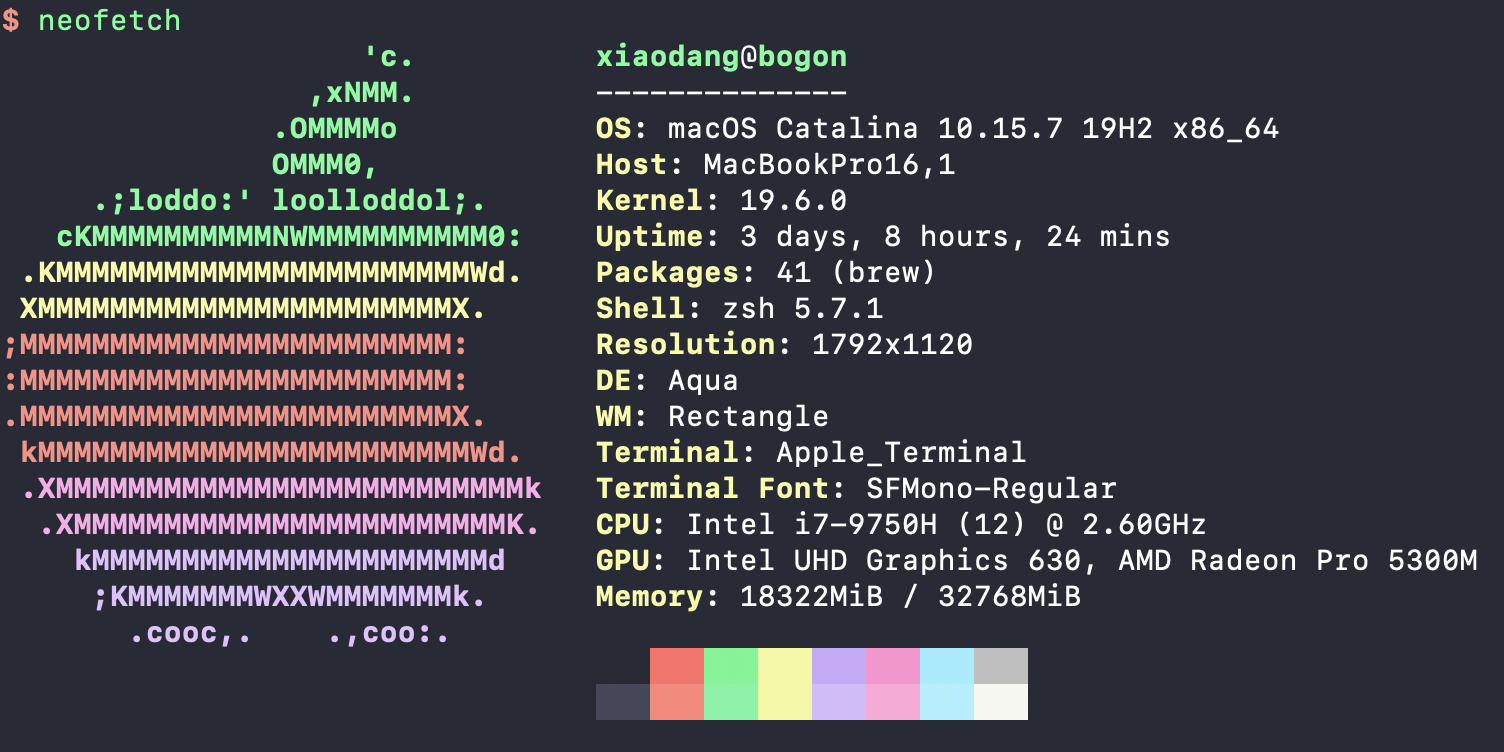 $ neofetch
                    'c.          xiaodang@bogon
                 ,xNMM.          --------------
               .OMMMMo           OS: macOS Catalina 10.15.7 19H2 x86_64
               OMMM0,            Host: MacBookPro16,1
     .;loddo:' loolloddol;.      Kernel: 19.6.0
   cKMMMMMMMMMMNWMMMMMMMMMM0:    Uptime: 3 days, 8 hours, 24 mins
 .KMMMMMMMMMMMMMMMMMMMMMMMWd.    Packages: 41 (brew)
 XMMMMMMMMMMMMMMMMMMMMMMMX.      Shell: zsh 5.7.1
;MMMMMMMMMMMMMMMMMMMMMMMM:       Resolution: 1792x1120
:MMMMMMMMMMMMMMMMMMMMMMMM:       DE: Aqua
.MMMMMMMMMMMMMMMMMMMMMMMMX.      WM: Rectangle
 kMMMMMMMMMMMMMMMMMMMMMMMMWd.    Terminal: Apple_Terminal
 .XMMMMMMMMMMMMMMMMMMMMMMMMMMk   Terminal Font: SFMono-Regular
  .XMMMMMMMMMMMMMMMMMMMMMMMMK.   CPU: Intel i7-9750H (12) @ 2.60GHz
    kMMMMMMMMMMMMMMMMMMMMMMd     GPU: Intel UHD Graphics 630, AMD Radeon Pro 5300M
     ;KMMMMMMMWXXWMMMMMMMk.      Memory: 18322MiB / 32768MiB
       .cooc,.    .,coo:.